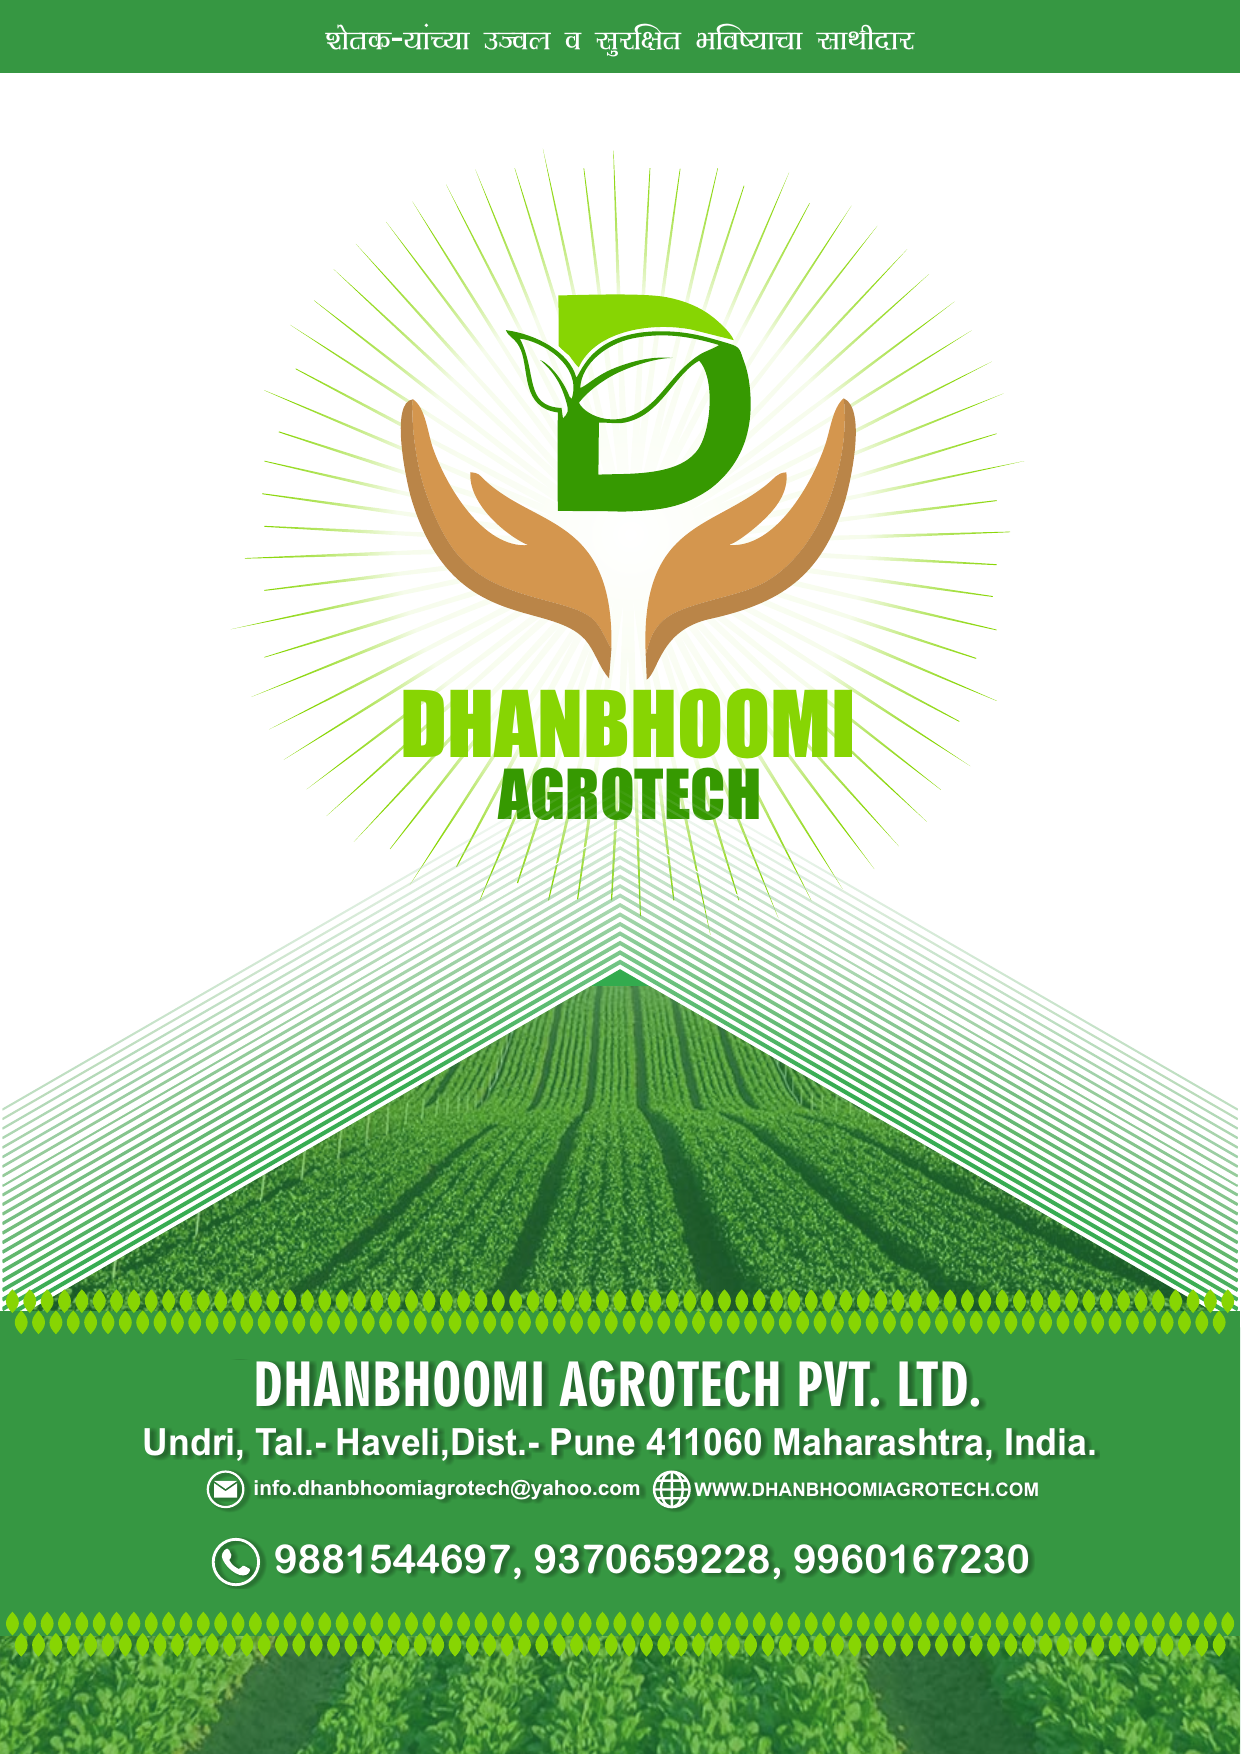 शेतक-यांच्या उज्वल व सुरक्षित भविष्याचा साथीदार
D
DHANBHOOMI
AGROTECH
DHANBHOOMI AGROTECH PVT. LTD.
Undri, Tal.- Haveli,Dist.- Pune 411060 Maharashtra, India.
info.dhanbhoomiagrotech@yahoo.com WWW.DHANBHOOMIAGROTECH.COM
9881544697, 9370659228, 9960167230